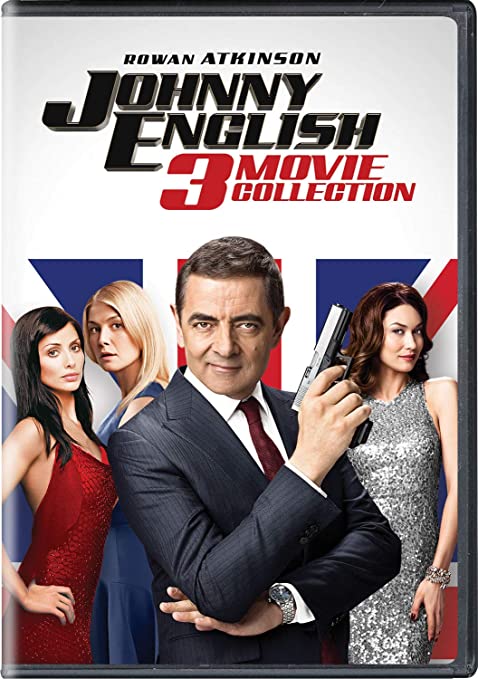 ROWAN ATKINSON
JOHNNY
ENGLISH
3 MOVIE
COLLECTION